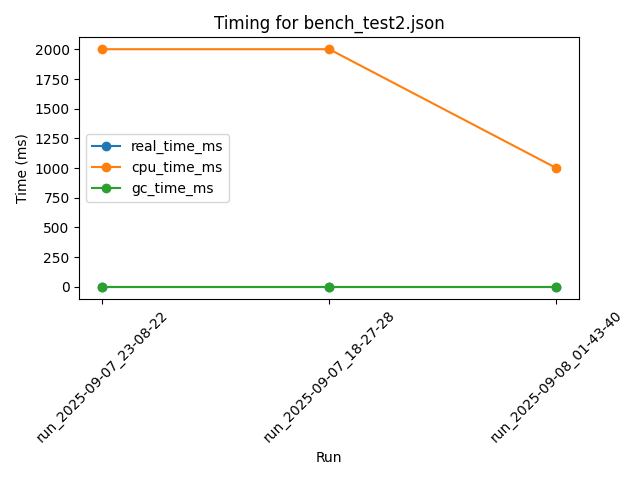 Timing for bench_test2.json
Time (ms)
2000
1750
1500
1250
1000
750
500
250
0
real_time_ms
cpu_time_ms
gc_time_ms
run_2025-09-07_23-08-22
run_2025-09-07_18-27-28
run_2025-09-08_01-43-40
Run